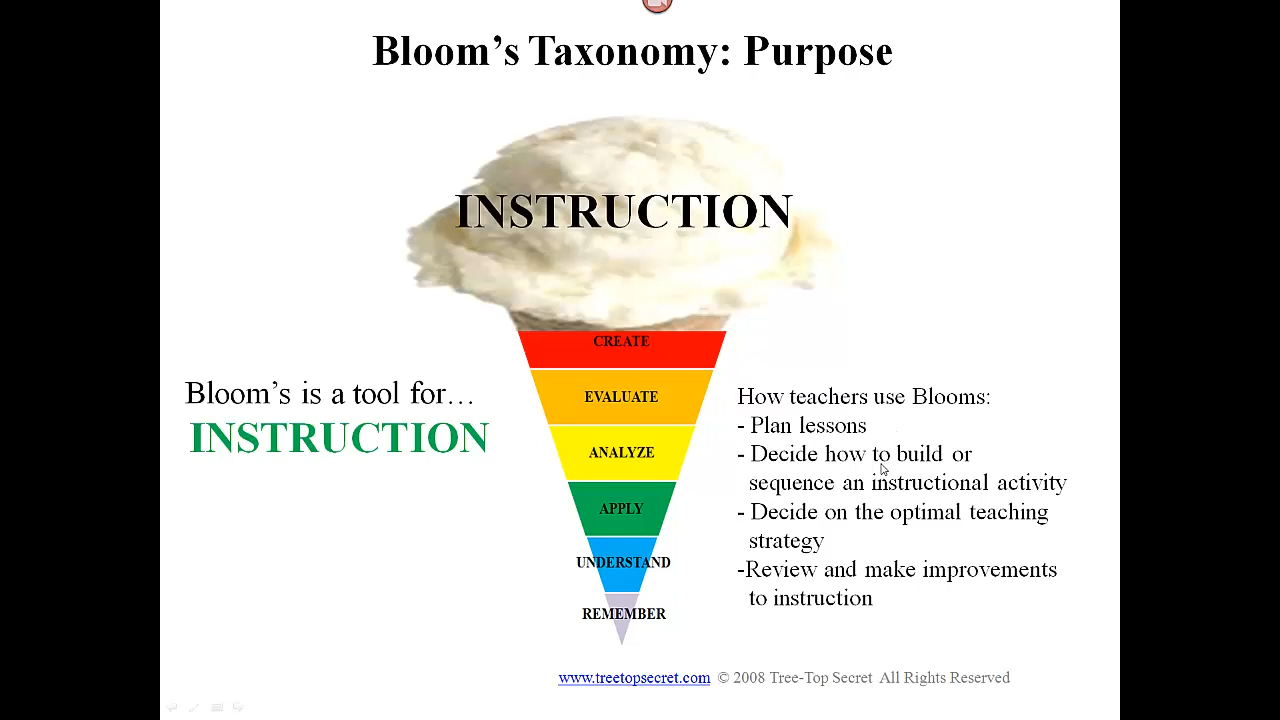 Bloom’s Taxonomy: Purpose
INSTRUCTION
CREATE
EVALUATE
ANALYZE
APPLY
UNDERSTAND
REMEMBER
Bloom’s is a tool for…
INSTRUCTION
How teachers use Blooms:
- Plan lessons
- Decide how to build or
sequence an instructional activity
- Decide on the optimal teaching
strategy
-Review and make improvements
to instruction
www.treetopsecret.com © 2008 Tree-Top Secret All Rights Reserved